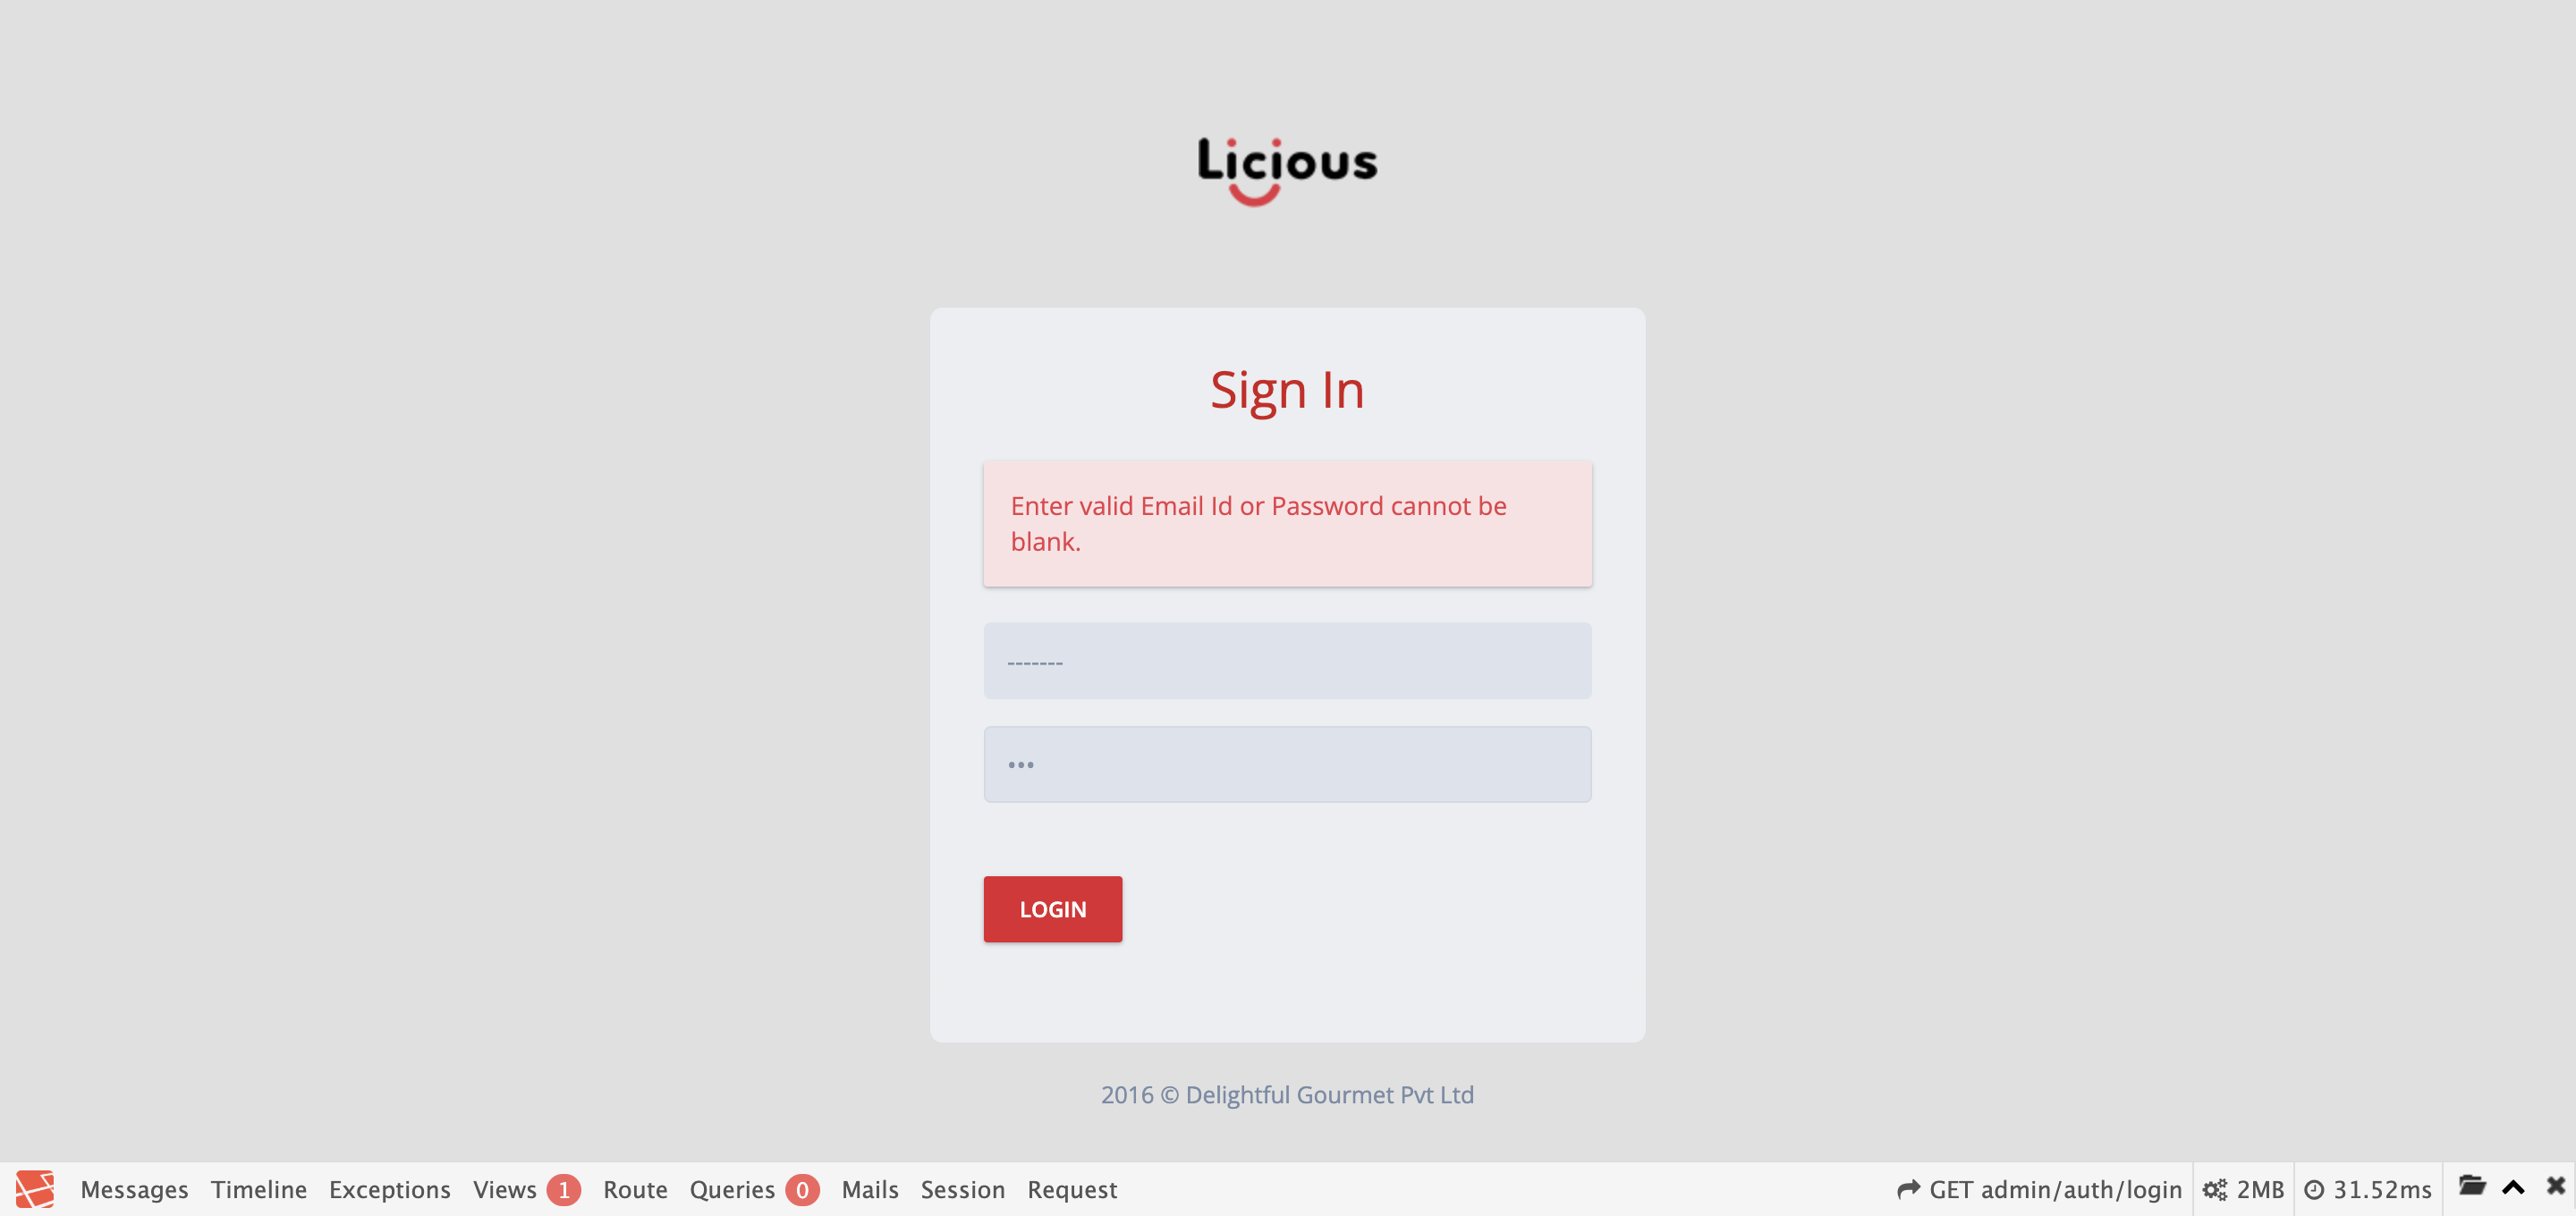 Licious
Sign In
Enter valid Email Id or Password cannot be
blank.
-------
•••
LOGIN
2016 © Delightful Gourmet Pvt Ltd
Messages Timeline Exceptions Views 1 Route Queries 0 Mails Session Request GET admin/auth/login 2MB 31.52ms